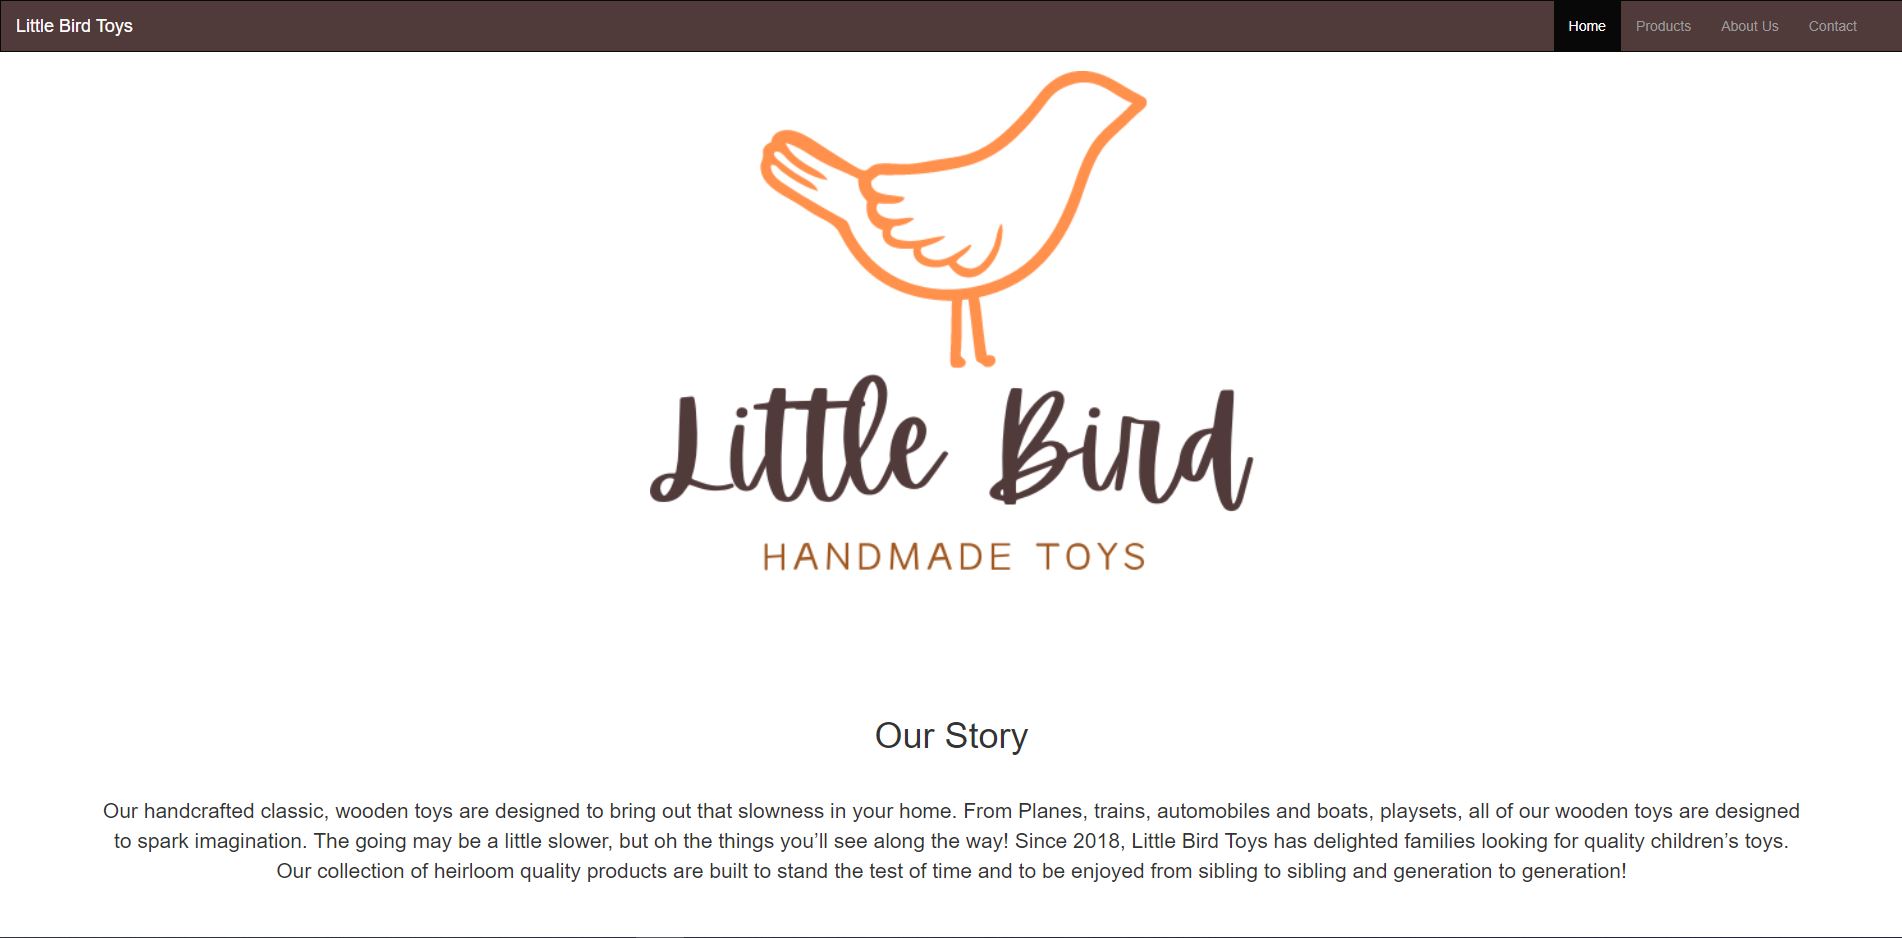 Little Bird Toys
Home
Products
About Us
Contact
Little Bird
HANDMADE TOYS
Our Story
Our handcrafted classic, wooden toys are designed to bring out that slowness in your home. From Planes, trains, automobiles and boats, playsets, all of our wooden toys are designed
to spark imagination. The going may be a little slower, but oh the things you’ll see along the way! Since 2018, Little Bird Toys has delighted families looking for quality children’s toys.
Our collection of heirloom quality products are built to stand the test of time and to be enjoyed from sibling to sibling and generation to generation!